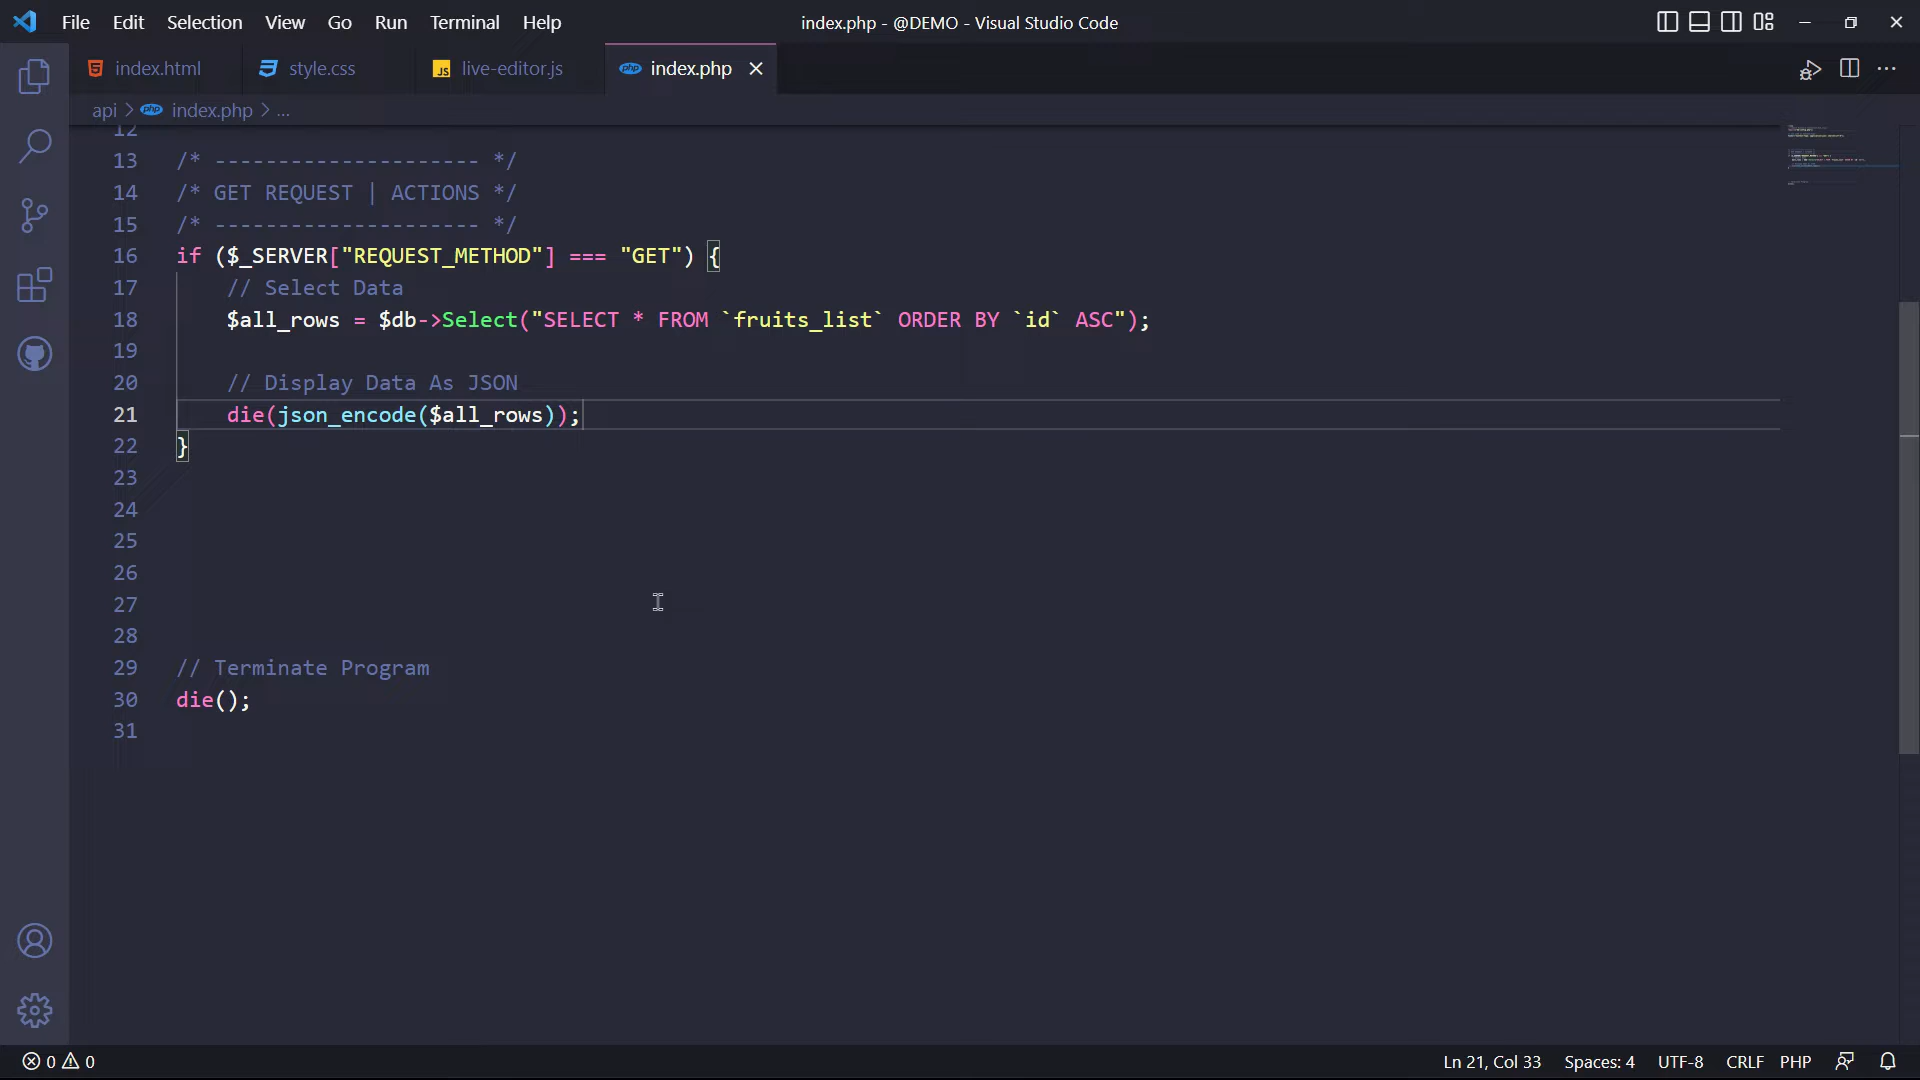 File Edit Selection View Go Run Terminal Help
index.php - @DEMO - Visual Studio Code
index.html
style.css
JS live-editor.js
php index.php
api > php index.php > ...
12
13 /* --------------------- */
14 /* GET REQUEST | ACTIONS */
15 /* --------------------- */
16 if ($_SERVER["REQUEST_METHOD"] === "GET") {
17 // Select Data
18 $all_rows = $db->Select("SELECT * FROM `fruits_list` ORDER BY `id` ASC");
19
20 // Display Data As JSON
21 die(json_encode($all_rows));
22 }
23
24
25
26
27
28
29 // Terminate Program
30 die();
31
0 0
Ln 21, Col 33 Spaces: 4 UTF-8 CRLF PHP